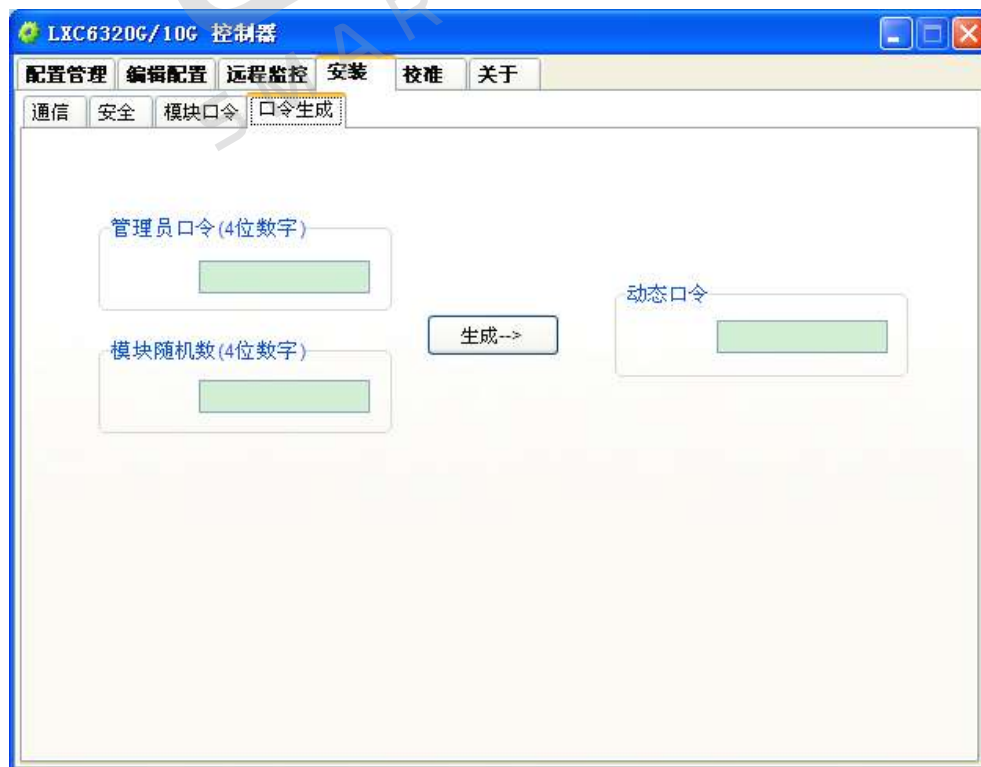 LXC6320G/10G 控制器
配置管理 编辑配置 远程监控 安装 校准 关于
通信 安全 模块口令 口令生成
管理员口令(4位数字)
动态口令
生成-->
模块随机数(4位数字)
SMAR